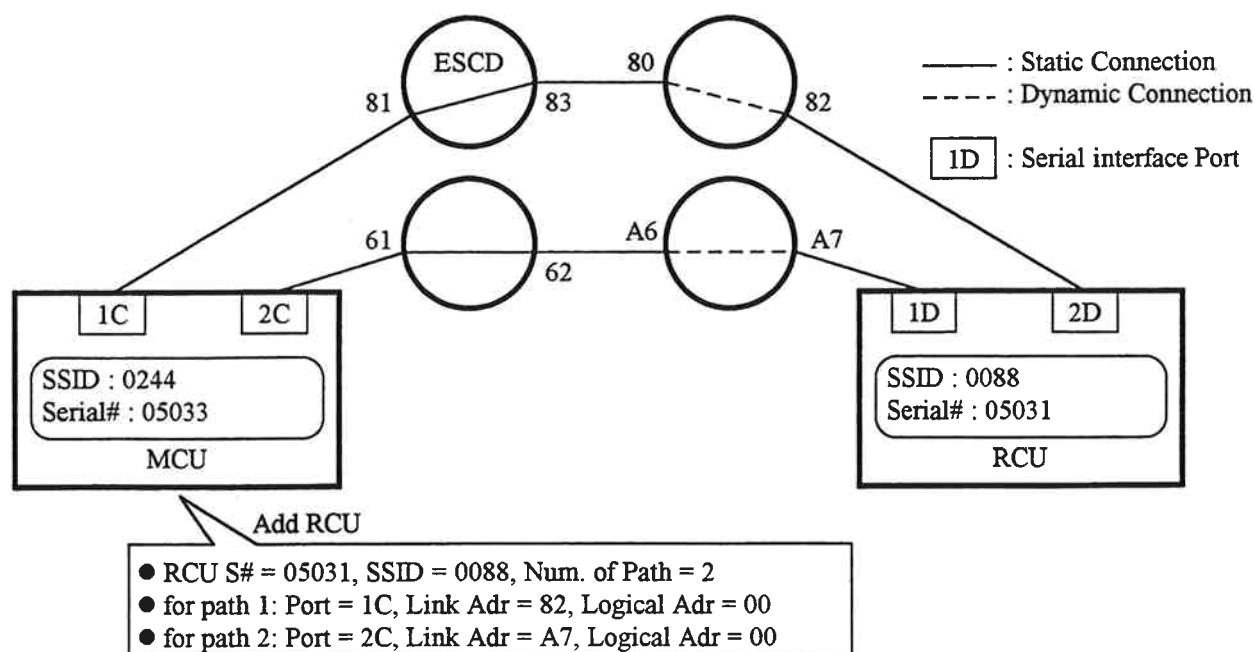 ESCD
80
81
83
82
: Static Connection
: Dynamic Connection
1D : Serial interface Port
61
62
A6
A7
1C
2C
SSID : 0244
Serial# : 05033
MCU
1D
2D
SSID : 0088
Serial# : 05031
RCU
Add RCU
● RCU S# = 05031, SSID = 0088, Num. of Path = 2
● for path 1: Port = 1C, Link Adr = 82, Logical Adr = 00
● for path 2: Port = 2C, Link Adr = A7, Logical Adr = 00